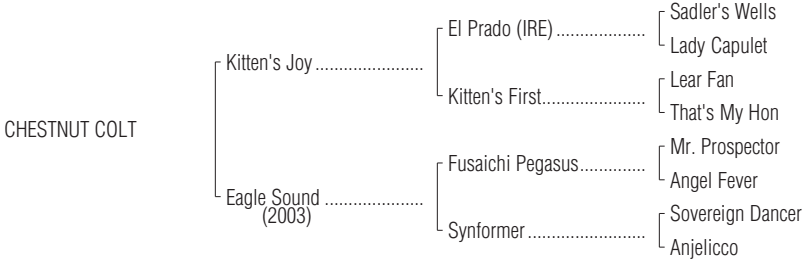 Sadler's Wells
El Prado (IRE) ...................
Lady Capulet
Kitten's Joy .......................
Lear Fan
Kitten's First......................
That's My Hon
CHESTNUT COLT
Mr. Prospector
Fusaichi Pegasus..............
Angel Fever
Eagle Sound .....................
(2003)
Sovereign Dancer
Synformer.........................
Anjelicco